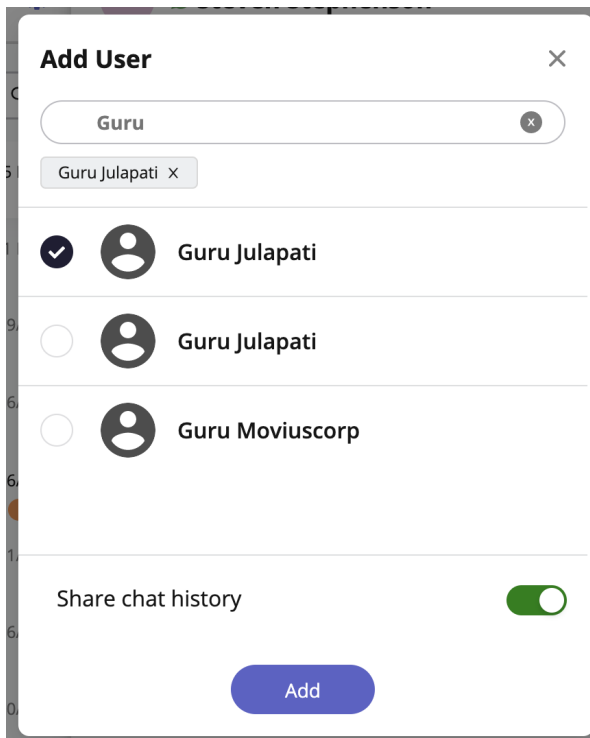 Add User
Guru
Guru Julapati x
Guru Julapati
Guru Julapati
Guru Moviuscorp
Share chat history
Add